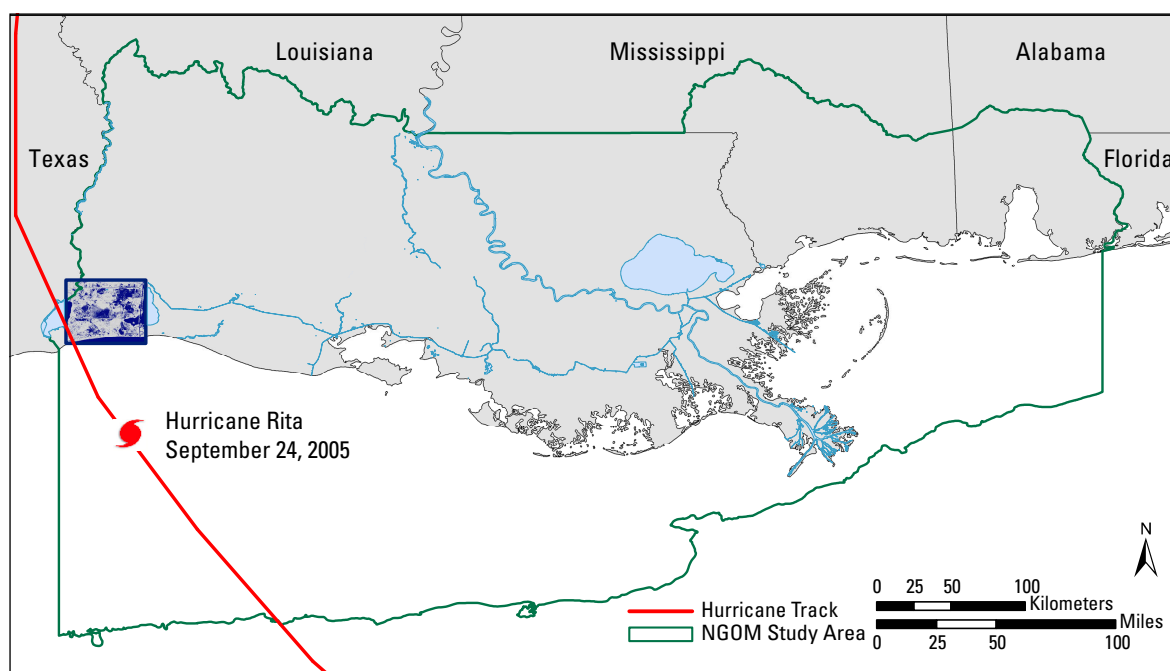 Louisiana
Mississippi
Alabama
Texas
Florida
Hurricane Rita
September 24, 2005
N
Hurricane Track
NGOM Study Area
0 25 50 100
Kilometers
Miles
0 25 50 100